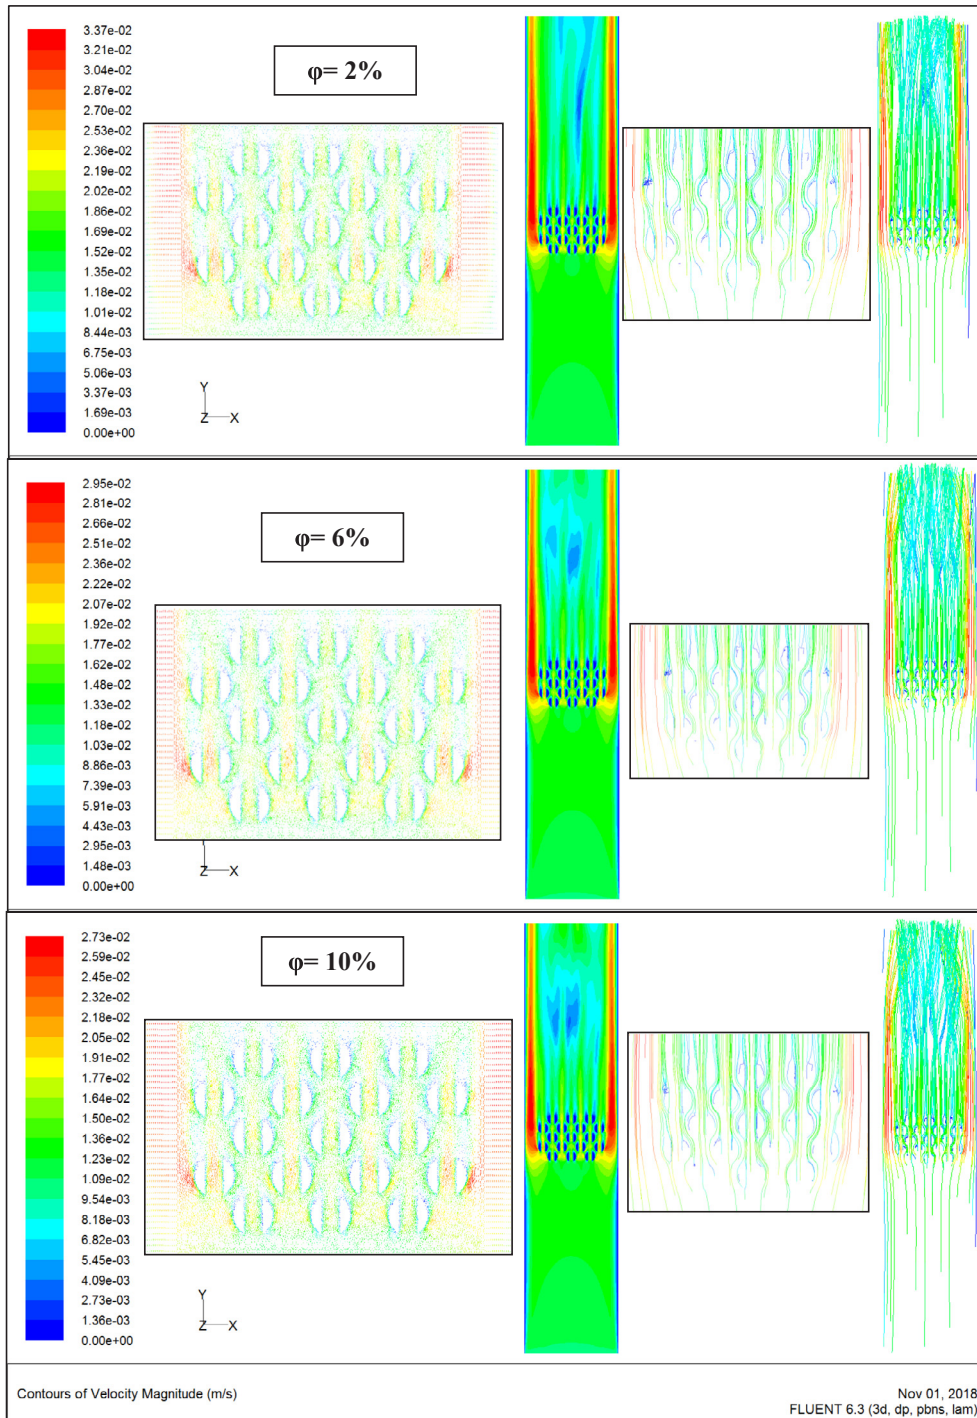 3.37e-02
3.21e-02
3.04e-02
2.87e-02
2.70e-02
2.53e-02
2.36e-02
2.19e-02
2.02e-02
1.86e-02
1.69e-02
1.52e-02
1.35e-02
1.18e-02
1.01e-02
8.44e-03
6.75e-03
5.06e-03
3.37e-03
1.69e-03
0.00e+00
φ= 2%
Y
Z X
2.95e-02
2.81e-02
2.66e-02
2.51e-02
2.36e-02
2.22e-02
2.07e-02
1.92e-02
1.77e-02
1.62e-02
1.48e-02
1.33e-02
1.18e-02
1.03e-02
8.86e-03
7.39e-03
5.91e-03
4.43e-03
2.95e-03
1.48e-03
0.00e+00
φ= 6%
Z X
2.73e-02
2.59e-02
2.45e-02
2.32e-02
2.18e-02
2.05e-02
1.91e-02
1.77e-02
1.64e-02
1.50e-02
1.36e-02
1.23e-02
1.09e-02
9.54e-03
8.18e-03
6.82e-03
5.45e-03
4.09e-03
2.73e-03
1.36e-03
0.00e+00
φ= 10%
Y
Z X
Contours of Velocity Magnitude (m/s)
Nov 01, 2018
FLUENT 6.3 (3d, dp, pbns, lam)